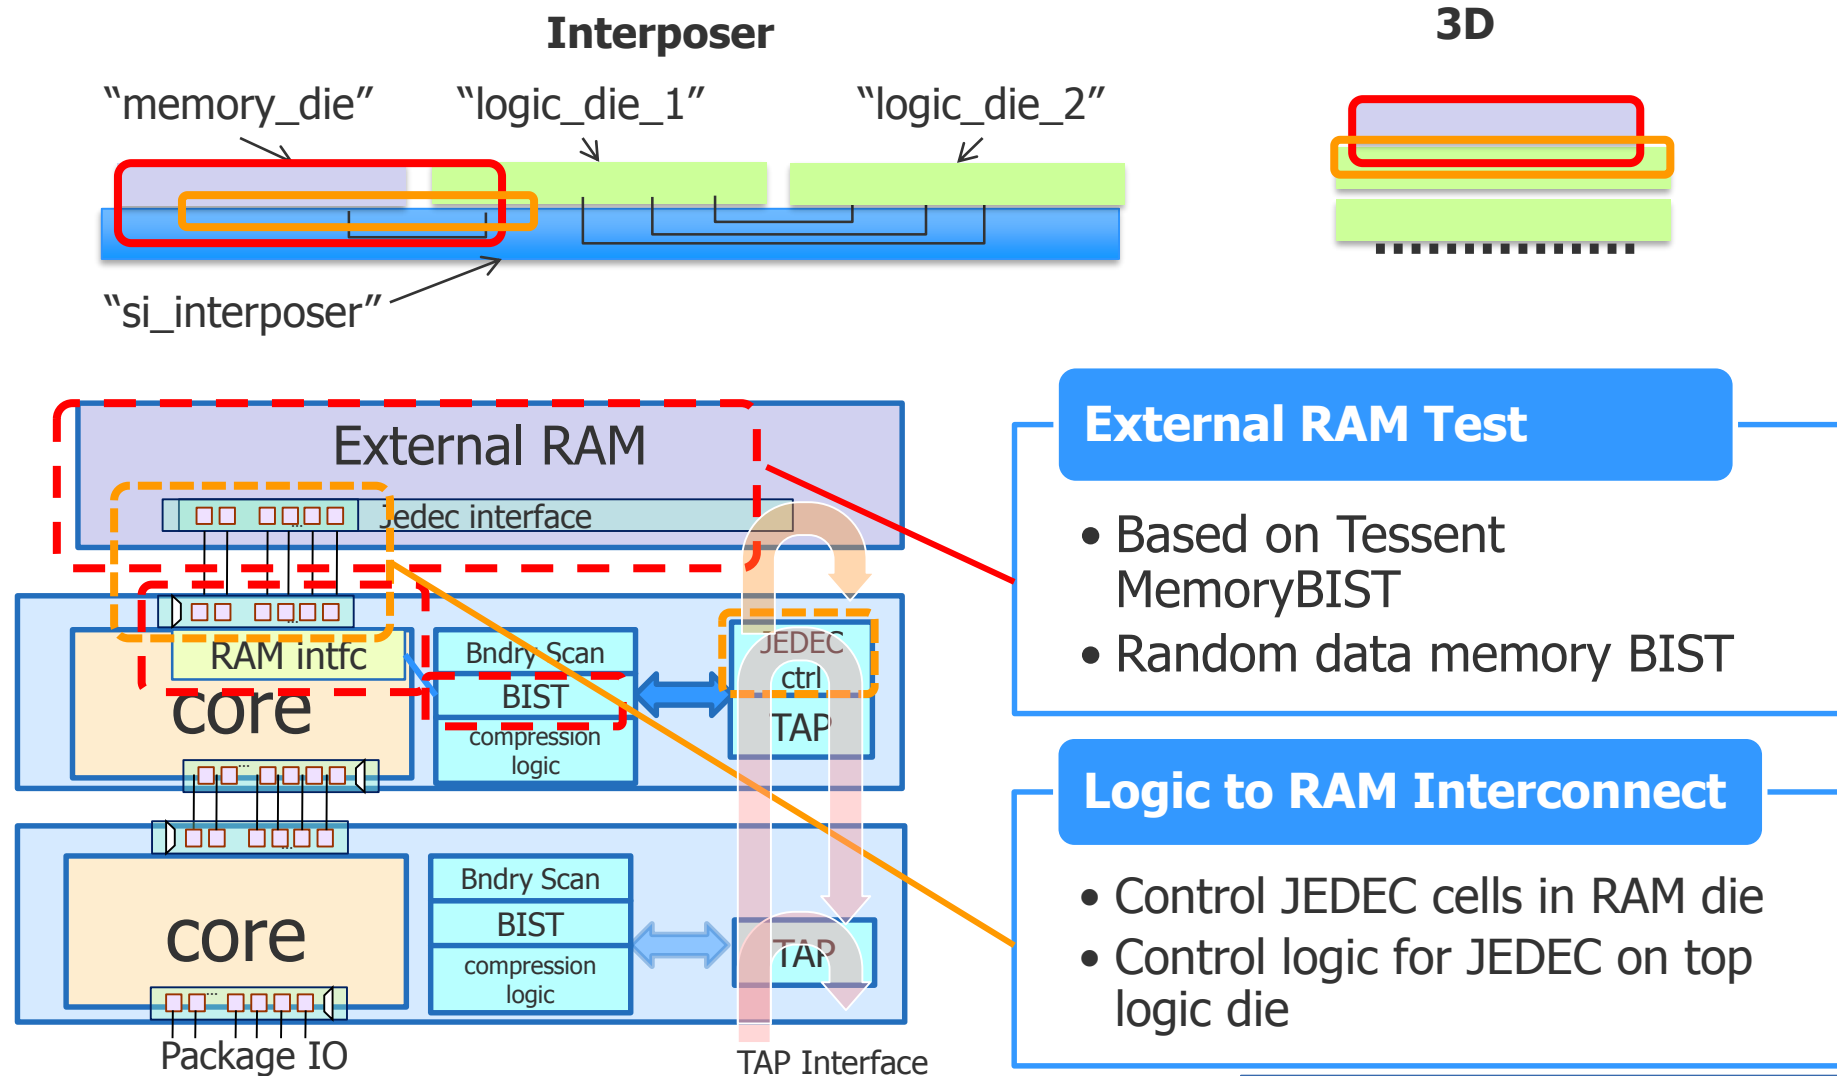 Interposer
3D
“memory_die”
“logic_die_1”
“logic_die_2”
“si_interposer”
External RAM
Jedec interface
...
...
RAM intfc
core
Bndry Scan
BIST
compression
logic
JEDEC
ctrl
TAP
...
...
core
Bndry Scan
BIST
compression
logic
TAP
...
Package IO
TAP Interface
External RAM Test
• Based on Tessent
MemoryBIST
• Random data memory BIST
Logic to RAM Interconnect
• Control JEDEC cells in RAM die
• Control logic for JEDEC on top
logic die